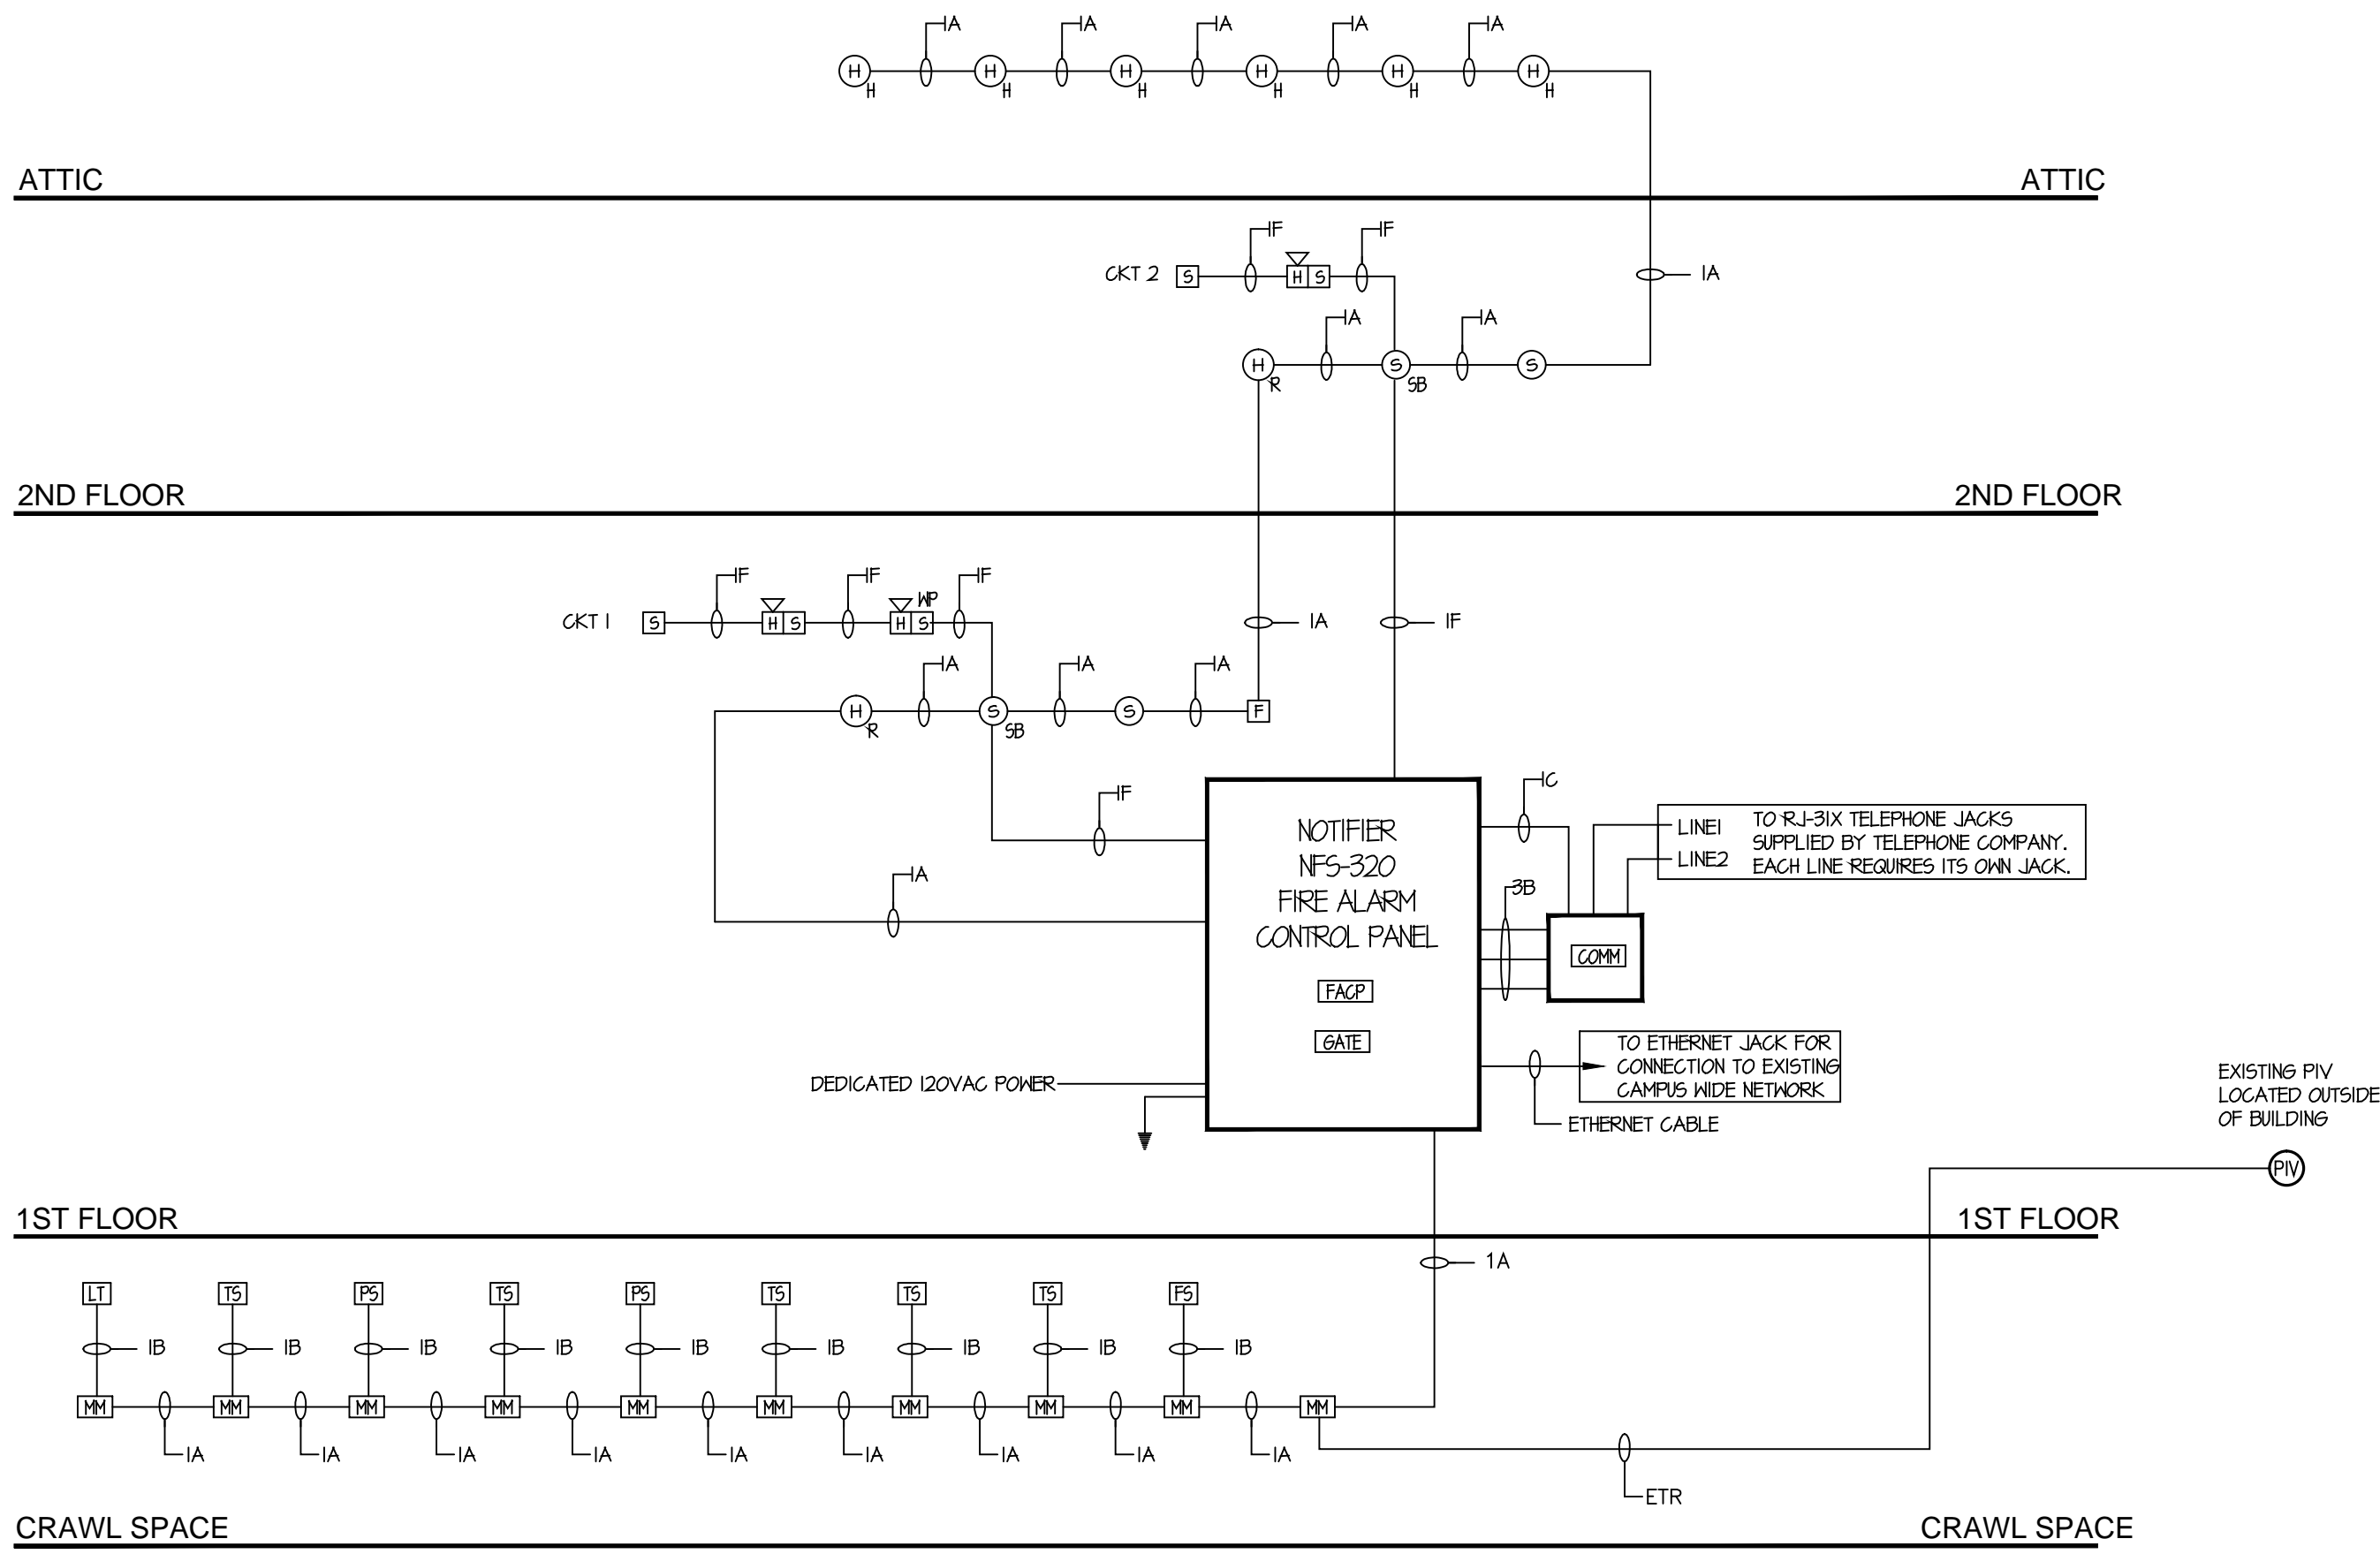 IA IA IA IA IA
H H H H H H
H H H H H H
ATTIC ATTIC
IF IF
CKT 2 S H S IA
IA IA
H S S
R SB
2ND FLOOR 2ND FLOOR
IF IF WP IF
CKT 1 S H S H S IA IF
IA IA IA
H S S F
R SB
IF
IC
NOTIFIER
NFS-320
FIRE ALARM
CONTROL PANEL
FACP
GATE
LINE1
LINE2
TO RJ-31X TELEPHONE JACKS
SUPPLIED BY TELEPHONE COMPANY.
EACH LINE REQUIRES ITS OWN JACK.
IA
3B
COMM
TO ETHERNET JACK FOR
CONNECTION TO EXISTING
CAMPUS WIDE NETWORK
DEDICATED 120VAC POWER
ETHERNET CABLE
EXISTING PIV
LOCATED OUTSIDE
OF BUILDING
PIV
1ST FLOOR 1ST FLOOR
1A
LT TS PS TS PS TS TS TS FS
IB IB IB IB IB IB IB IB IB
MM MM MM MM MM MM MM MM MM MM
IA IA IA IA IA IA IA IA IA
ETR
CRAWL SPACE CRAWL SPACE